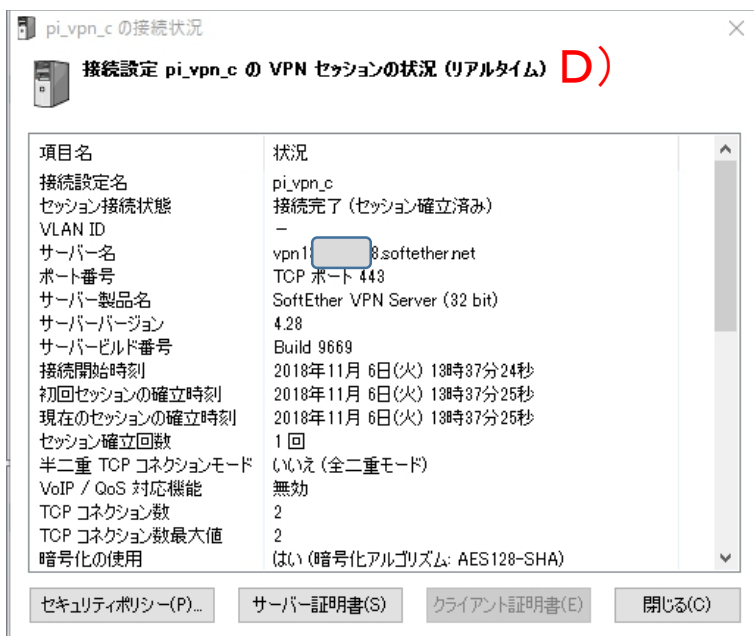 pi_vpn_c の接続状況
接続設定 pi_vpn_c の VPN セッションの状況 (リアルタイム) D)
項目名 状況
接続設定名 pi_vpn_c
セッション接続状態 接続完了 (セッション確立済み)
VLAN ID -
サーバー名 vpn1 8.softether.net
ポート番号 TCP ポート 443
サーバー製品名 SoftEther VPN Server (32 bit)
サーバーバージョン 4.28
サーバービルド番号 Build 9669
接続開始時刻 2018年11月 6日(火) 13時37分24秒
初回セッションの確立時刻 2018年11月 6日(火) 13時37分25秒
現在のセッションの確立時刻 2018年11月 6日(火) 13時37分25秒
セッション確立回数 1 回
半二重 TCP コネクションモード いいえ (全二重モード)
VoIP / QoS 対応機能 無効
TCP コネクション数 2
TCP コネクション数最大値 2
暗号化の使用 はい (暗号化アルゴリズム: AES128-SHA)
セキュリティポリシー(P)... サーバー証明書(S) クライアント証明書(E) 閉じる(C)